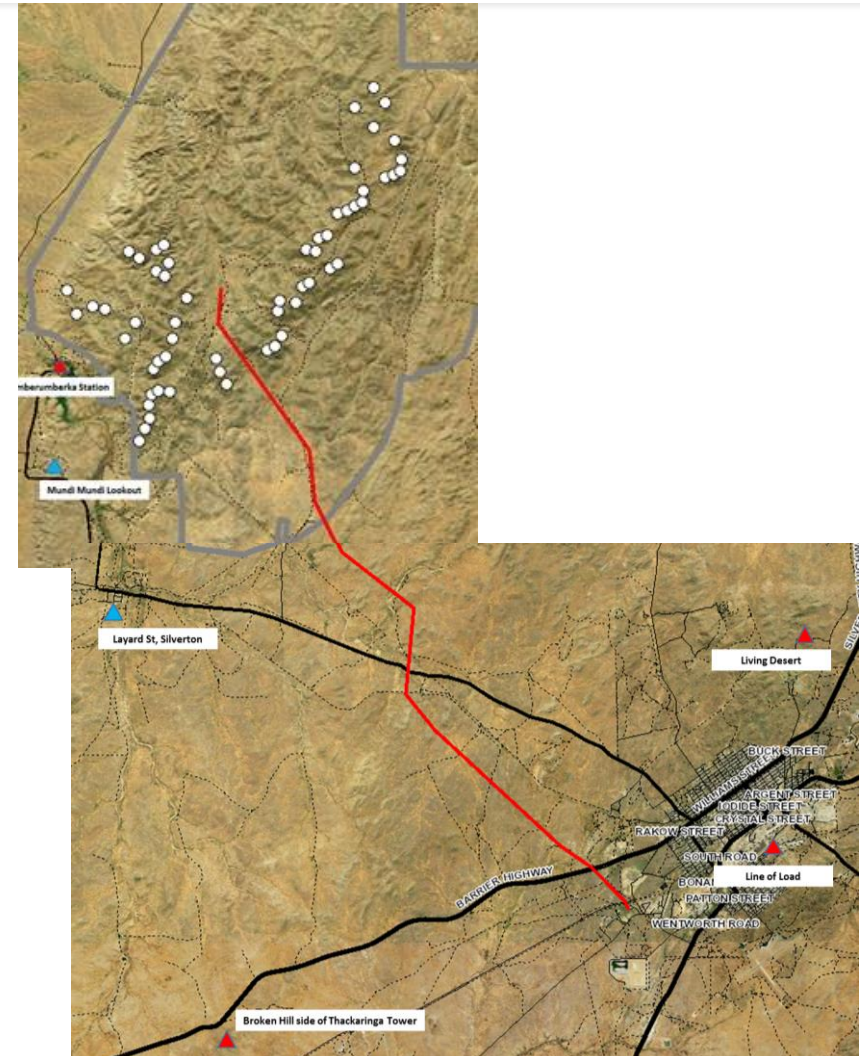 mberumberka Station
Mundi Mundi Lookout
Layard St, Silverton
Living Desert
BUCK STREET
WILLIAMS STREET
ARGENT STREET
IODIDE STREET
CRYSTAL STREET
RAKOW STREET
SOUTH ROAD
Line of Load
BONA
PATTON STREET
BARRIER HIGHWAY
WENTWORTH ROAD
Broken Hill side of Thackaringa Tower